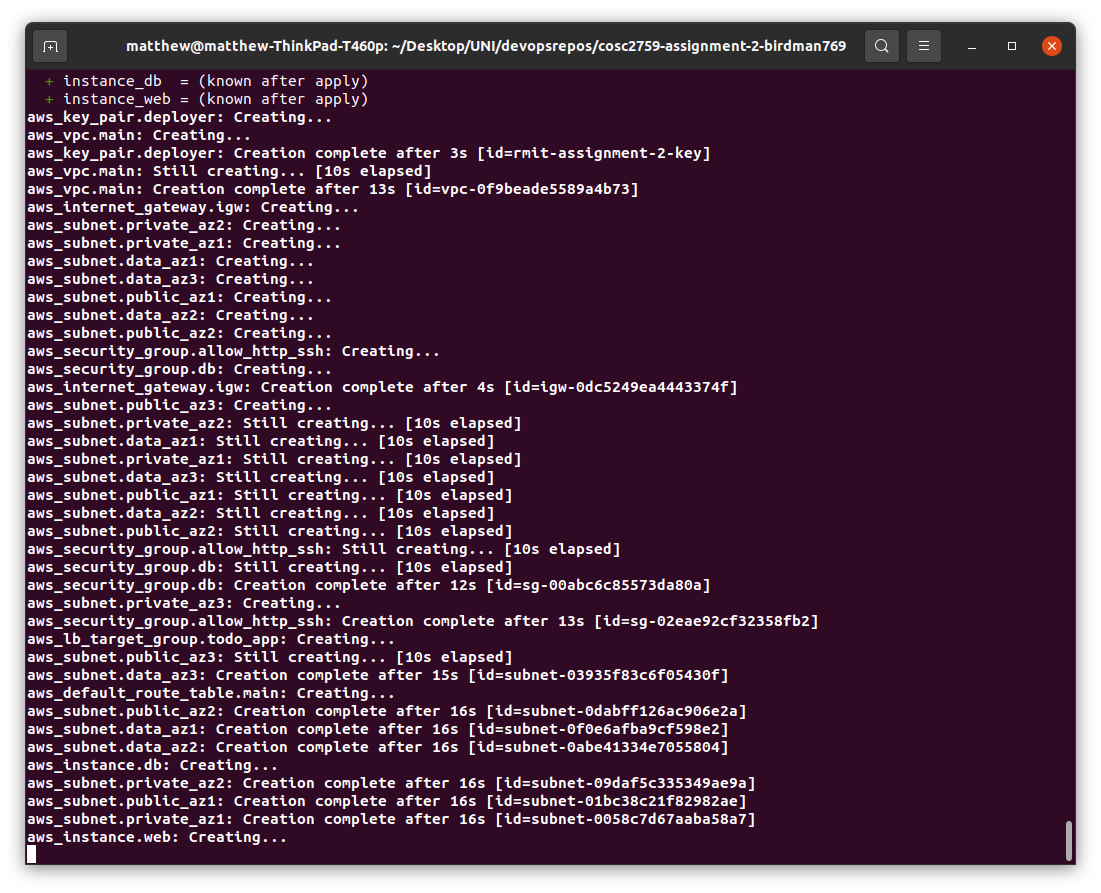 matthew@matthew-ThinkPad-T460p: ~/Desktop/UNI/devopsrepos/cosc2759-assignment-2-birdman769
+ instance_db  = (known after apply)
+ instance_web = (known after apply)
aws_key_pair.deployer: Creating...
aws_vpc.main: Creating...
aws_key_pair.deployer: Creation complete after 3s [id=rmit-assignment-2-key]
aws_vpc.main: Still creating... [10s elapsed]
aws_vpc.main: Creation complete after 13s [id=vpc-0f9beade5589a4b73]
aws_internet_gateway.igw: Creating...
aws_subnet.private_az2: Creating...
aws_subnet.private_az1: Creating...
aws_subnet.data_az1: Creating...
aws_subnet.data_az3: Creating...
aws_subnet.public_az1: Creating...
aws_subnet.data_az2: Creating...
aws_subnet.public_az2: Creating...
aws_security_group.allow_http_ssh: Creating...
aws_security_group.db: Creating...
aws_internet_gateway.igw: Creation complete after 4s [id=igw-0dc5249ea4443374f]
aws_subnet.public_az3: Creating...
aws_subnet.private_az2: Still creating... [10s elapsed]
aws_subnet.data_az1: Still creating... [10s elapsed]
aws_subnet.private_az1: Still creating... [10s elapsed]
aws_subnet.data_az3: Still creating... [10s elapsed]
aws_subnet.public_az1: Still creating... [10s elapsed]
aws_subnet.data_az2: Still creating... [10s elapsed]
aws_subnet.public_az2: Still creating... [10s elapsed]
aws_security_group.allow_http_ssh: Still creating... [10s elapsed]
aws_security_group.db: Still creating... [10s elapsed]
aws_security_group.db: Creation complete after 12s [id=sg-00abc6c85573da80a]
aws_subnet.private_az3: Creating...
aws_security_group.allow_http_ssh: Creation complete after 13s [id=sg-02eae92cf32358fb2]
aws_lb_target_group.todo_app: Creating...
aws_subnet.public_az3: Still creating... [10s elapsed]
aws_subnet.data_az3: Creation complete after 15s [id=subnet-03935f83c6f05430f]
aws_default_route_table.main: Creating...
aws_subnet.public_az2: Creation complete after 16s [id=subnet-0dabff126ac906e2a]
aws_subnet.data_az1: Creation complete after 16s [id=subnet-0f0e6afba9cf598e2]
aws_subnet.data_az2: Creation complete after 16s [id=subnet-0abe41334e7055804]
aws_instance.db: Creating...
aws_subnet.private_az2: Creation complete after 16s [id=subnet-09daf5c335349ae9a]
aws_subnet.public_az1: Creation complete after 16s [id=subnet-01bc38c21f82982ae]
aws_subnet.private_az1: Creation complete after 16s [id=subnet-0058c7d67aaba58a7]
aws_instance.web: Creating...